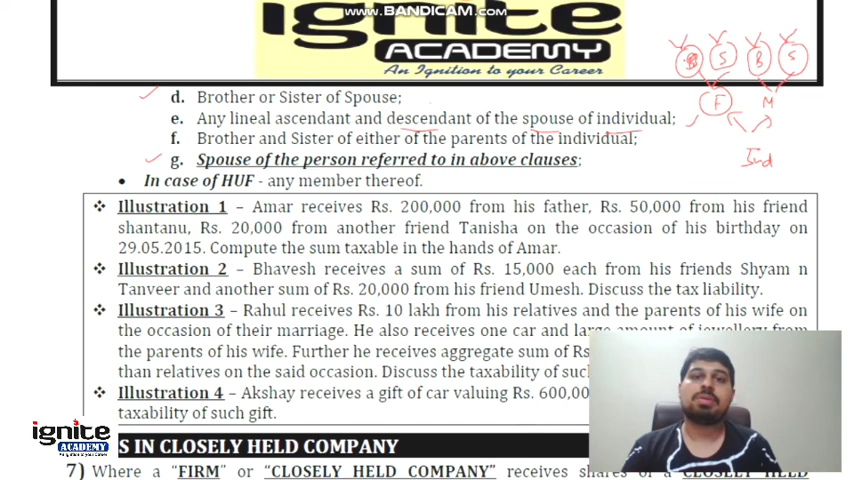 www.BANDICAM.com
ignite
ACADEMY
An Ignition to your Career
B S B S
F M
Ind
d. Brother or Sister of Spouse;
e. Any lineal ascendant and descendant of the spouse of individual;
f. Brother and Sister of either of the parents of the individual;
g. Spouse of the person referred to in above clauses;
• In case of HUF - any member thereof.
❖ Illustration 1 – Amar receives Rs. 200,000 from his father, Rs. 50,000 from his friend
shantanu, Rs. 20,000 from another friend Tanisha on the occasion of his birthday on
29.05.2015. Compute the sum taxable in the hands of Amar.
❖ Illustration 2 – Bhavesh receives a sum of Rs. 15,000 each from his friends Shyam n
Tanveer and another sum of Rs. 20,000 from his friend Umesh. Discuss the tax liability.
❖ Illustration 3 – Rahul receives Rs. 10 lakh from his relatives and the parents of his wife on
the occasion of their marriage. He also receives one car and large amount of jewellery from
the parents of his wife. Further he receives aggregate sum of Rs
than relatives on the said occasion. Discuss the taxability of suc
❖ Illustration 4 – Akshay receives a gift of car valuing Rs. 600,00
taxability of such gift.
ignite
ACADEMY
S IN CLOSELY HELD COMPANY
7) Where a "FIRM" or "CLOSELY HELD COMPANY" receives shares of a CLOSELY HELD